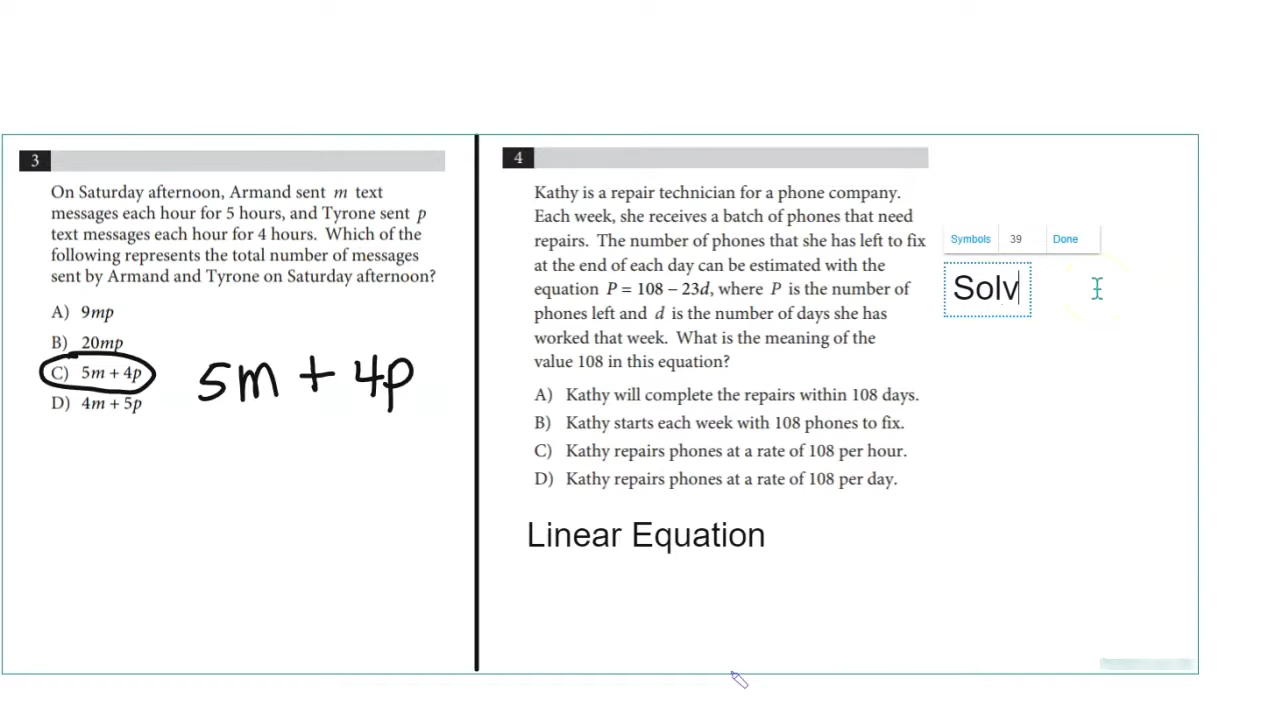 3
On Saturday afternoon, Armand sent m text
messages each hour for 5 hours, and Tyrone sent p
text messages each hour for 4 hours. Which of the
following represents the total number of messages
sent by Armand and Tyrone on Saturday afternoon?
A) 9mp
B) 20mp
C) 5m + 4p
D) 4m + 5p
5m + 4p
4
Kathy is a repair technician for a phone company.
Each week, she receives a batch of phones that need
repairs. The number of phones that she has left to fix
at the end of each day can be estimated with the
equation P = 108 − 23d, where P is the number of
phones left and d is the number of days she has
worked that week. What is the meaning of the
value 108 in this equation?
A) Kathy will complete the repairs within 108 days.
B) Kathy starts each week with 108 phones to fix.
C) Kathy repairs phones at a rate of 108 per hour.
D) Kathy repairs phones at a rate of 108 per day.
Linear Equation
Symbols 39 Done
Solv